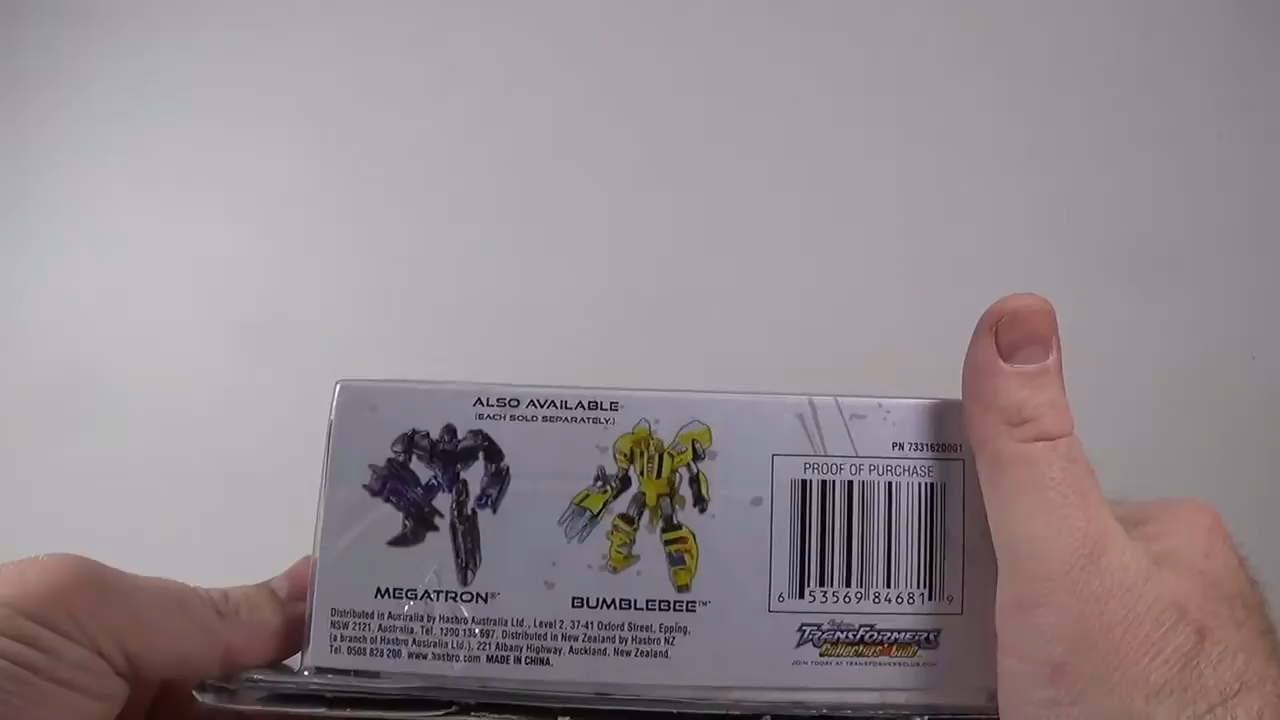 ALSO AVAILABLE
(EACH SOLD SEPARATELY.)
MEGATRON®
BUMBLEBEE™
Distributed in Australia by Hasbro Australia Ltd., Level 2, 37-41 Oxford Street, Epping,
NSW 2121, Australia. Tel. 1300 138 697. Distributed in New Zealand by Hasbro NZ
(a branch of Hasbro Australia Ltd.), 221 Albany Highway, Auckland, New Zealand.
Tel. 0508 828 200. www.hasbro.com MADE IN CHINA.
PN 7331620001
PROOF OF PURCHASE
6 53569 84681 9
TRANSFORMERS
Collectors' Club
JOIN TODAY AT TRANSFORMERSCLUB.COM